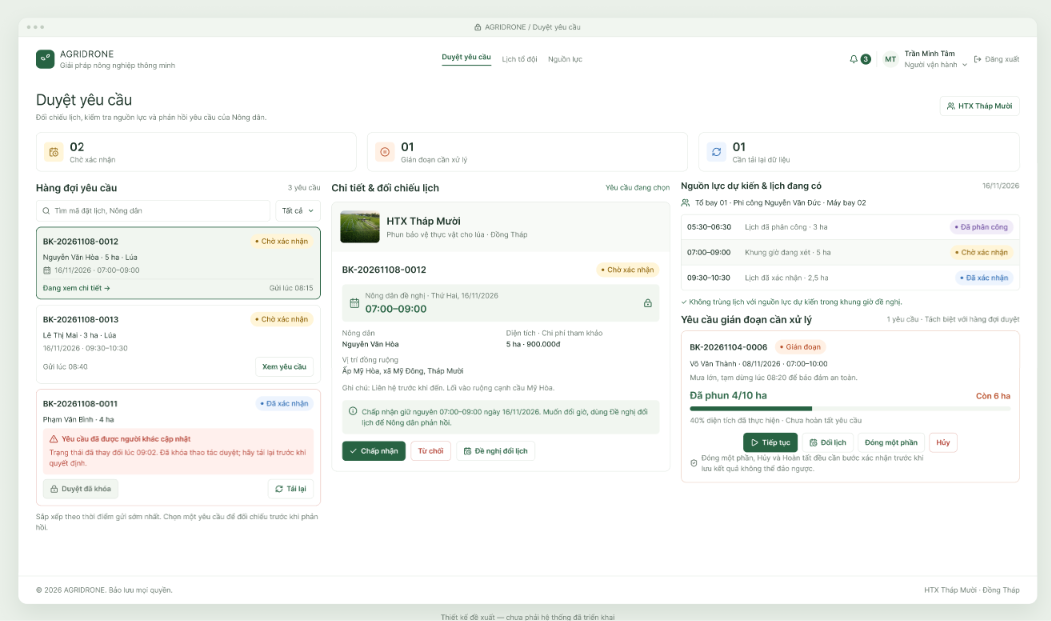 AGRIDRONE / Duyệt yêu cầu
AGRIDRONE
Giải pháp nông nghiệp thông minh
Duyệt yêu cầu
Lịch tổ đội
Nguồn lực
3
MT
Trần Minh Tâm
Người vận hành
Đăng xuất
Duyệt yêu cầu
Đối chiếu lịch, kiểm tra nguồn lực và phản hồi yêu cầu của Nông dân.
HTX Tháp Mười
02
Chờ xác nhận
01
Gián đoạn cần xử lý
01
Cần tải lại dữ liệu
Hàng đợi yêu cầu
3 yêu cầu
Tìm mã đặt lịch, Nông dân
Tất cả
BK-20261108-0012
• Chờ xác nhận
Nguyễn Văn Hòa · 5 ha · Lúa
16/11/2026 · 07:00–09:00
Đang xem chi tiết →
Gửi lúc 08:15
BK-20261108-0013
• Chờ xác nhận
Lê Thị Mai · 3 ha · Lúa
16/11/2026 · 09:30–10:30
Gửi lúc 08:40
Xem yêu cầu
BK-20261108-0011
• Đã xác nhận
Phạm Văn Bình · 4 ha
Yêu cầu đã được người khác cập nhật
Trạng thái đã thay đổi lúc 09:02. Đã khóa thao tác duyệt; hãy tải lại trước khi
quyết định.
Duyệt đã khóa
Tải lại
Sắp xếp theo thời điểm gửi sớm nhất. Chọn một yêu cầu để đối chiếu trước khi phản
hồi.
Chi tiết & đối chiếu lịch
Yêu cầu đang chọn
HTX Tháp Mười
Phun bảo vệ thực vật cho lúa · Đồng Tháp
BK-20261108-0012
• Chờ xác nhận
Nông dân đề nghị · Thứ Hai, 16/11/2026
07:00–09:00
Nông dân
Nguyễn Văn Hòa
Diện tích · Chi phí tham khảo
5 ha · 900.000đ
Vị trí đồng ruộng
Ấp Mỹ Hòa, xã Mỹ Đông, Tháp Mười
Ghi chú: Liên hệ trước khi đến. Lối vào ruộng cạnh cầu Mỹ Hòa.
Chấp nhận giữ nguyên 07:00–09:00 ngày 16/11/2026. Muốn đổi giờ, dùng Đề nghị đổi
lịch để Nông dân phản hồi.
Chấp nhận
Từ chối
Đề nghị đổi lịch
Nguồn lực dự kiến & lịch đang có
16/11/2026
Tổ bay 01 · Phi công Nguyễn Văn Đức · Máy bay 02
05:30–06:30
Lịch đã phân công · 3 ha
• Đã phân công
07:00–09:00
Khung giờ đang xét · 5 ha
• Chờ xác nhận
09:30–10:30
Lịch đã xác nhận · 2,5 ha
• Đã xác nhận
✓ Không trùng lịch với nguồn lực dự kiến trong khung giờ đề nghị.
Yêu cầu gián đoạn cần xử lý
1 yêu cầu · Tách biệt với hàng đợi duyệt
BK-20261104-0006
• Gián đoạn
Võ Văn Thành · 08/11/2026 · 07:00–10:00
Mưa lớn, tạm dừng lúc 08:20 để bảo đảm an toàn.
Đã phun 4/10 ha
Còn 6 ha
40% diện tích đã thực hiện · Chưa hoàn tất yêu cầu
Tiếp tục
Đổi lịch
Đóng một phần
Hủy
Đóng một phần, Hủy và Hoàn tất đều cần bước xác nhận trước khi
lưu kết quả không thể đảo ngược.
© 2026 AGRIDRONE. Bảo lưu mọi quyền.
HTX Tháp Mười · Đồng Tháp
Thiết kế đề xuất — chưa phải hệ thống đã triển khai